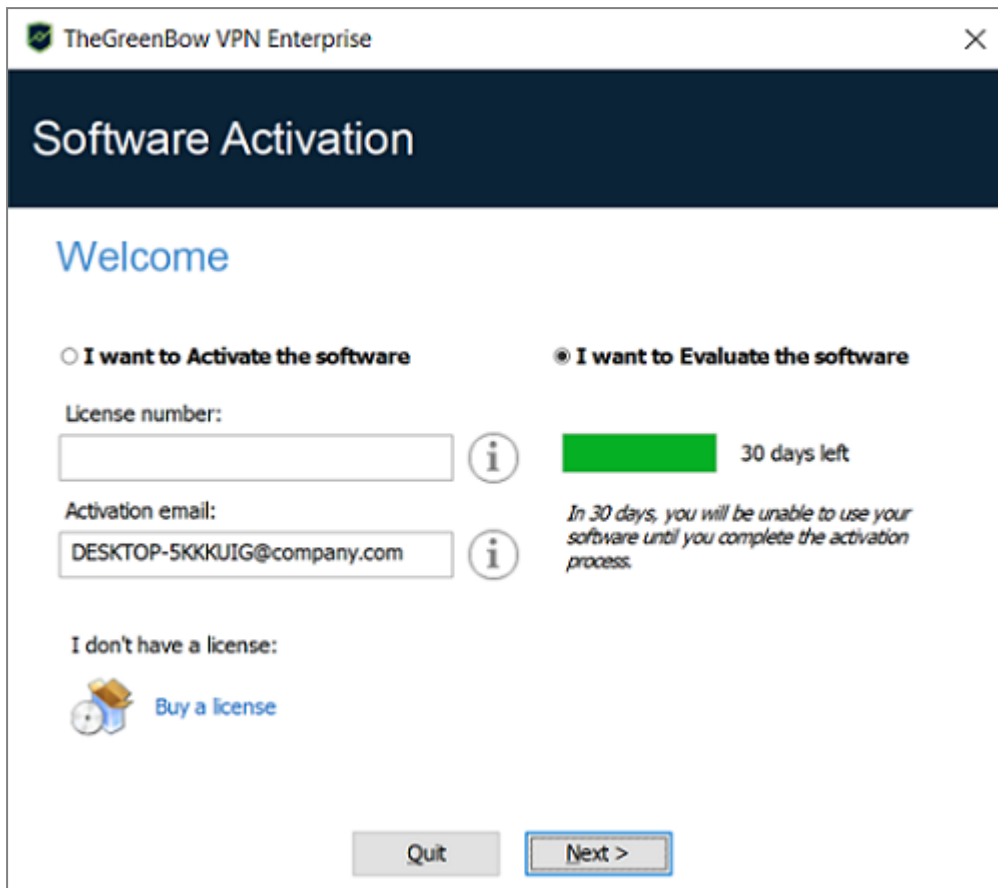 TheGreenBow VPN Enterprise
Software Activation
Welcome
I want to Activate the software
License number:
Activation email:
DESKTOP-5KKKUIG@company.com
I don't have a license:
Buy a license
I want to Evaluate the software
30 days left
In 30 days, you will be unable to use your
software until you complete the activation
process.
Quit
Next >